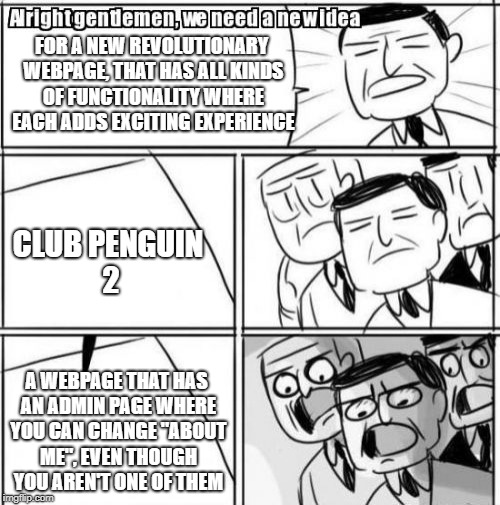 Alright gentlemen, we need a new idea
FOR A NEW REVOLUTIONARY
WEBPAGE, THAT HAS ALL KINDS
OF FUNCTIONALITY WHERE
EACH ADDS EXCITING EXPERIENCE
CLUB PENGUIN
2
A WEBPAGE THAT HAS
AN ADMIN PAGE WHERE
YOU CAN CHANGE "ABOUT
ME", EVEN THOUGH
YOU AREN'T ONE OF THEM
imgflip.com